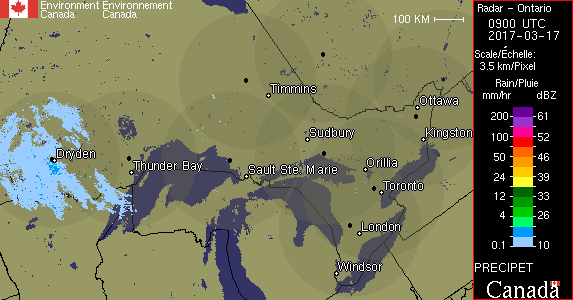 Environment Environnement
Canada Canada
100 KM
Timmins
Ottawa
Sudbury
Kingston
Dryden
Thunder Bay
Sault Ste. Marie
Orillia
Toronto
London
Windsor
Radar - Ontario
0900 UTC
2017-03-17
Scale/Échelle:
3.5 km/Pixel
Rain/Pluie
mm/hr dBZ
200 61
100 52
50 46
24 39
12 33
4 26
0.1 10
PRECIPET
Canada